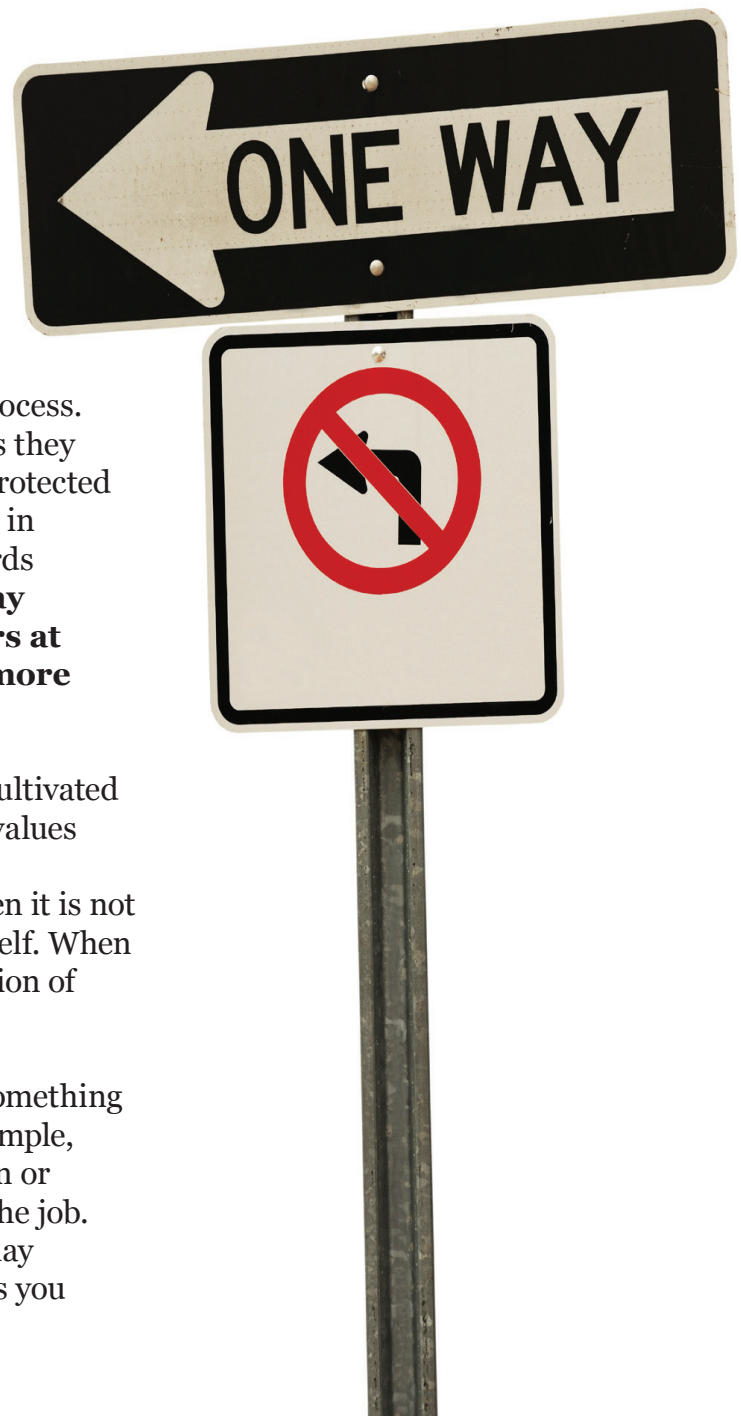 ONE WAY
ocess.
s they
rotected
in
rds
ay
rs at
more
ultivated
values
en it is not
elf. When
ion of
omething
mple,
n or
he job.
ay
s you